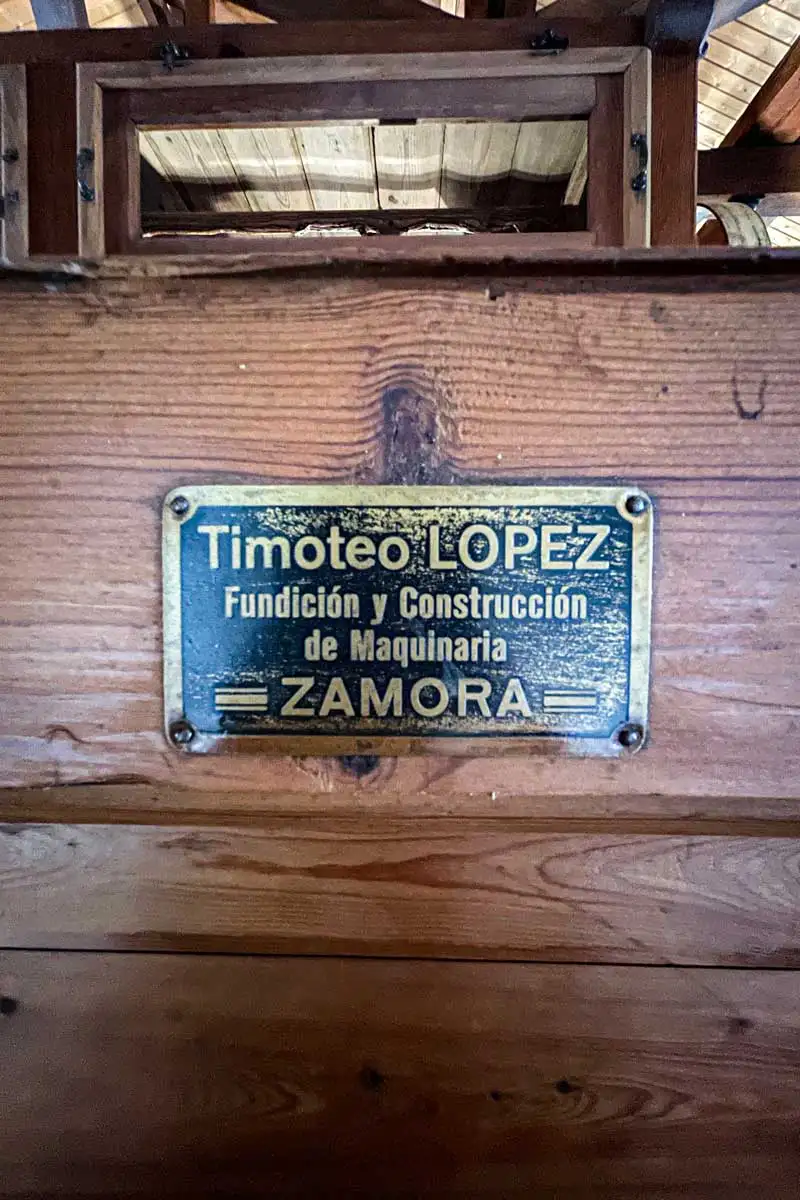 Timoteo LOPEZ
Fundición y Construcción
de Maquinaria
ZAMORA